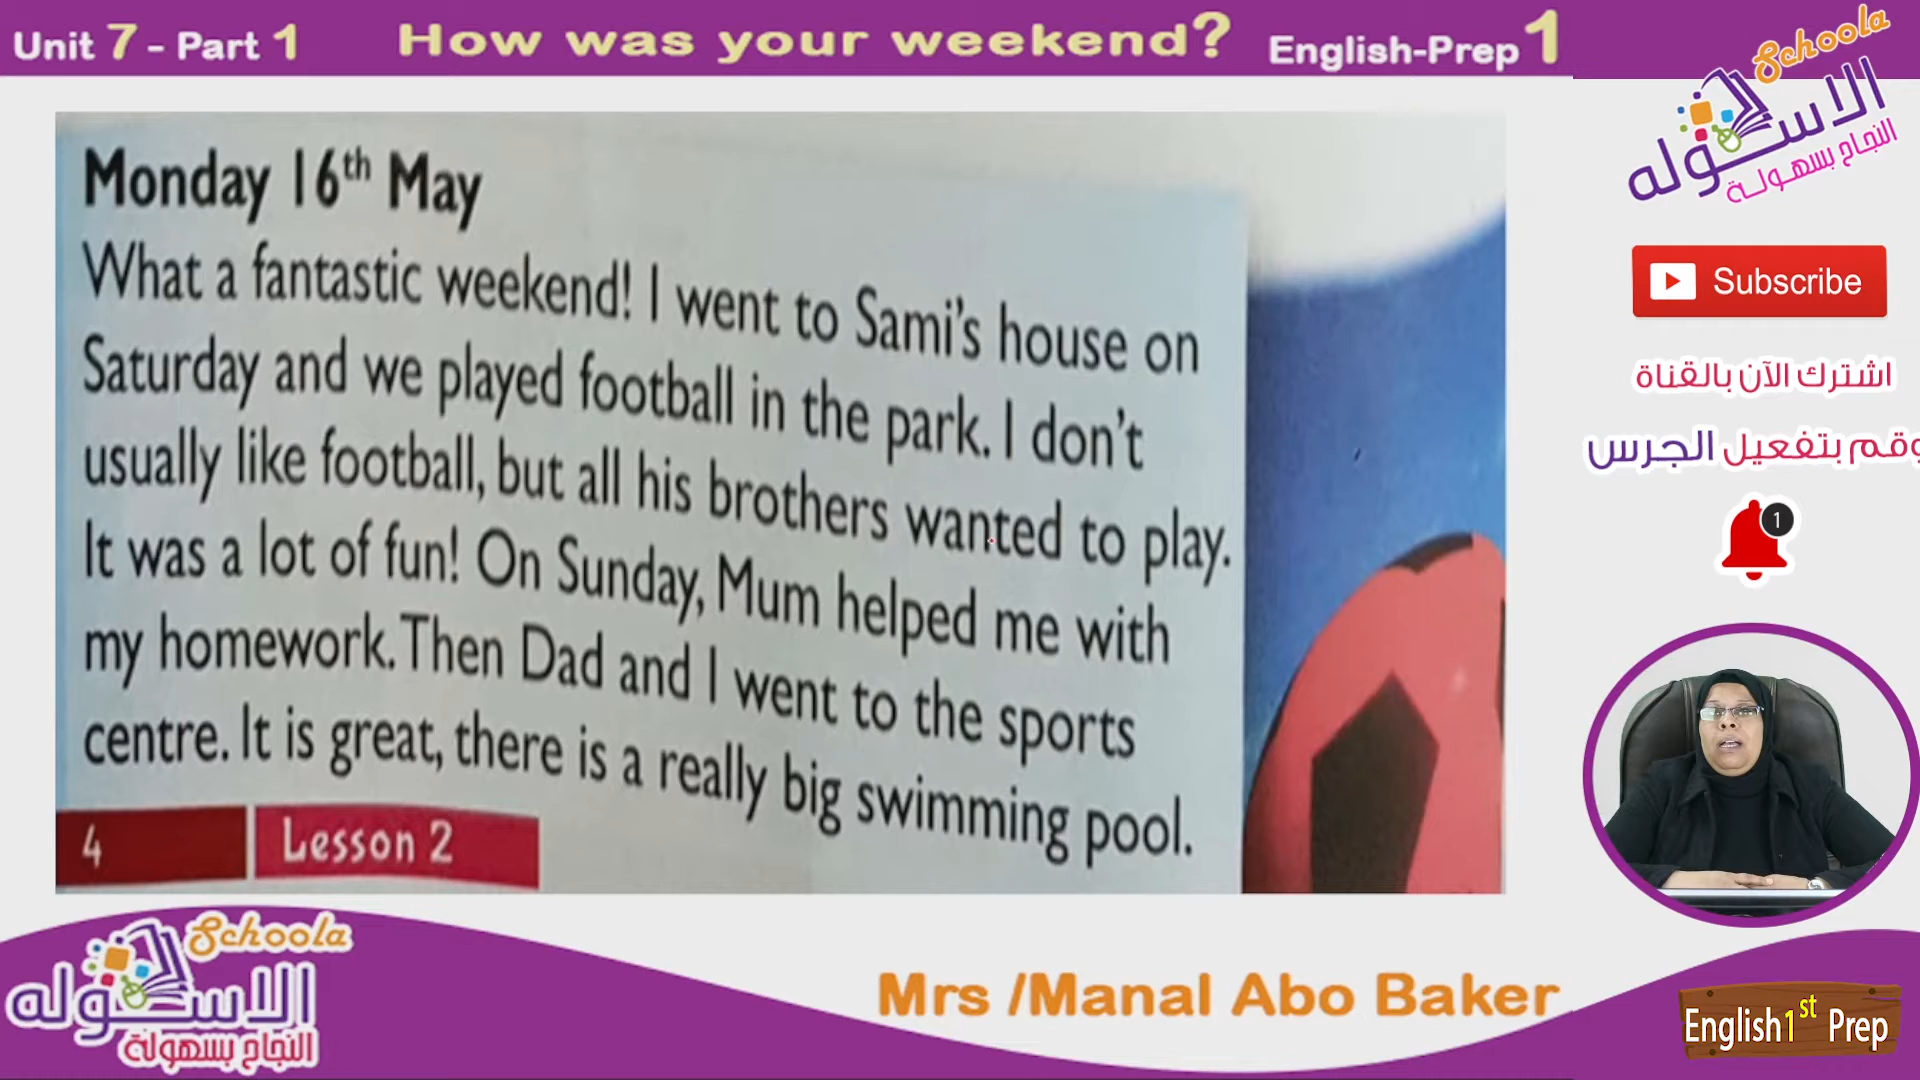 Unit 7 - Part 1 How was your weekend? English-Prep 1
Schoola
الاسكوله
النجاح بسهولة
Monday 16th May
What a fantastic weekend! I went to Sami's house on
Saturday and we played football in the park. I don't
usually like football, but all his brothers wanted to play.
It was a lot of fun! On Sunday, Mum helped me with
my homework. Then Dad and I went to the sports
centre. It is great, there is a really big swimming pool.
4 Lesson 2
Subscribe
اشترك الآن بالقناة
وقم بتفعيل الجرس
1
Schoola
الاسكوله
النجاح بسهولة
Mrs /Manal Abo Baker
English 1st Prep